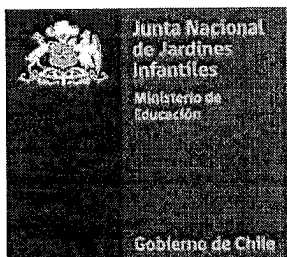 Junta Nacional
de Jardines
Infantiles
Ministerio de
Educación
Gobierno de Chile